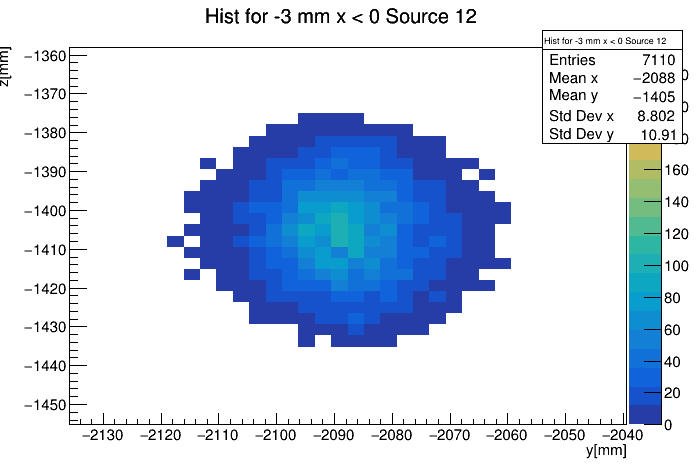 Hist for -3 mm x < 0 Source 12
z[mm]
−1360
−1370
−1380
−1390
−1400
−1410
−1420
−1430
−1440
−1450
−2130 −2120 −2110 −2100 −2090 −2080 −2070 −2060 −2050 −2040
y[mm]
Hist for -3 mm x < 0 Source 12
Entries 7110
Mean x −2088
Mean y −1405
Std Dev x 8.802
Std Dev y 10.91
160
140
120
100
80
60
40
20
0